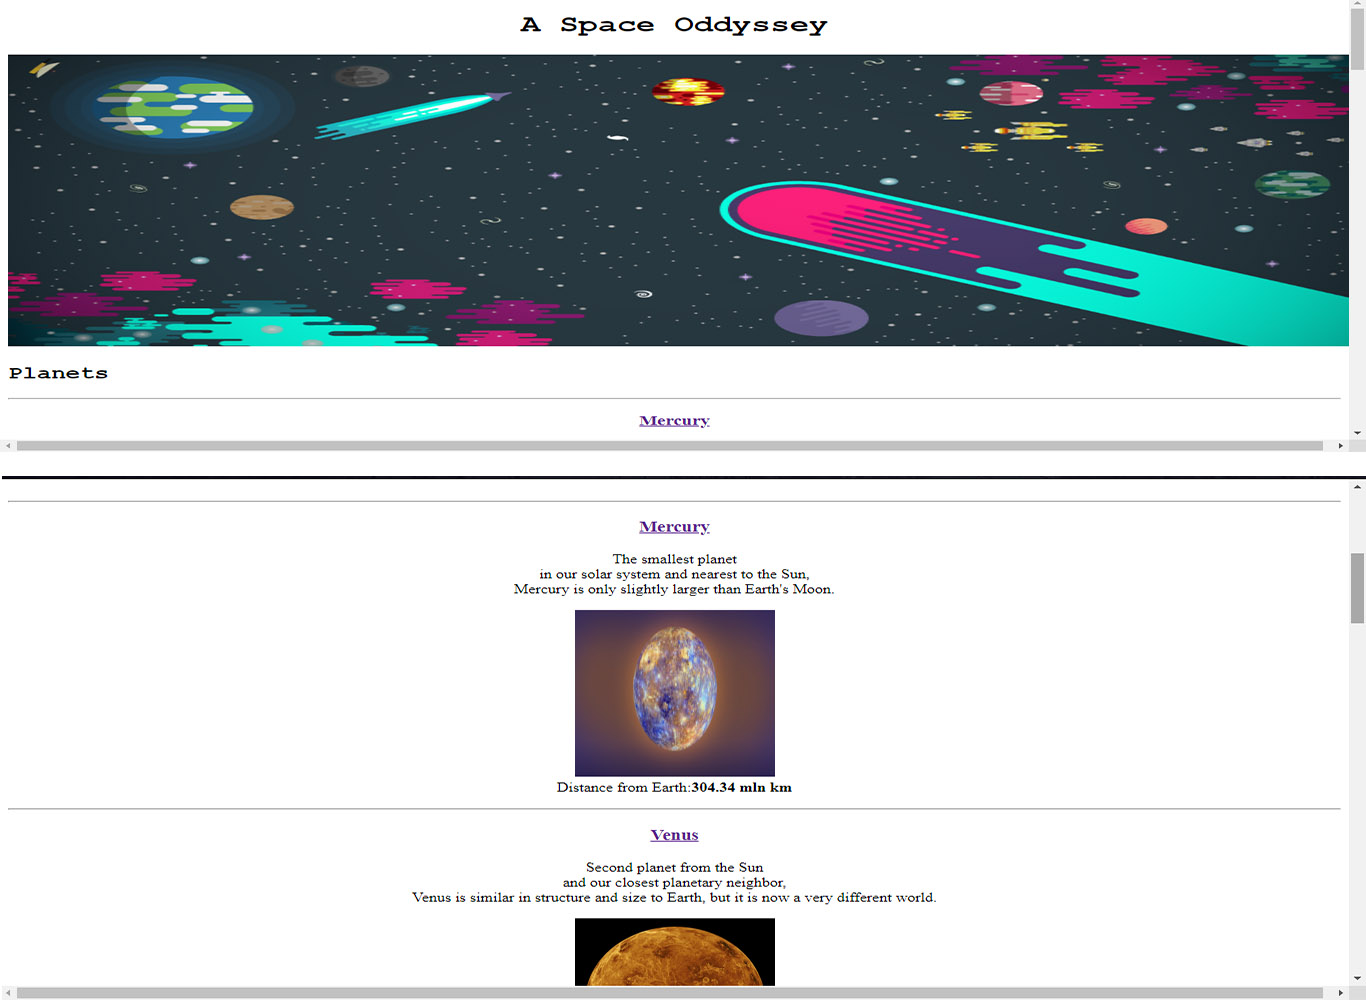 A Space Oddyssey
Planets
Mercury
Mercury
The smallest planet
in our solar system and nearest to the Sun,
Mercury is only slightly larger than Earth's Moon.
Distance from Earth:304.34 mln km
Venus
Second planet from the Sun
and our closest planetary neighbor,
Venus is similar in structure and size to Earth, but it is now a very different world.